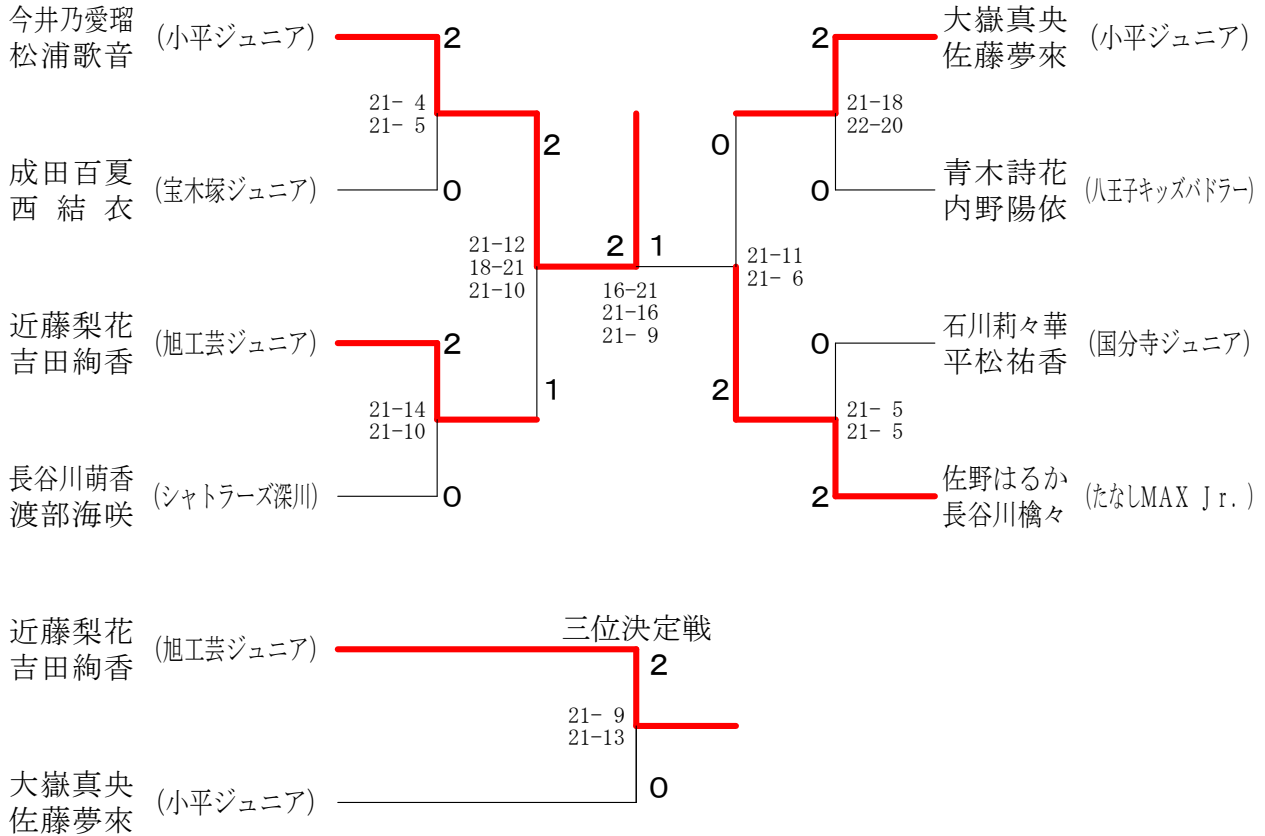 今井乃愛瑠
松浦歌音
(小平ジュニア)
2
21- 4
21- 5
成田百夏
西 結 衣
(宝木塚ジュニア)
0
2
21-12
18-21
21-10
近藤梨花
吉田絢香
(旭工芸ジュニア)
2
21-14
21-10
1
長谷川萌香
渡部海咲
(シャトラーズ深川)
0
2 1
16-21
21-16
21- 9
大嶽真央
佐藤夢來
(小平ジュニア)
2
21-18
22-20
0
青木詩花
内野陽依
(八王子キッズバドラー)
0
21-11
21- 6
石川莉々華
平松祐香
(国分寺ジュニア)
0
21- 5
21- 5
2
佐野はるか
長谷川檎々
(たなしMAX Jr.)
2
三位決定戦
近藤梨花
吉田絢香
(旭工芸ジュニア)
2
21- 9
21-13
大嶽真央
佐藤夢來
(小平ジュニア)
0